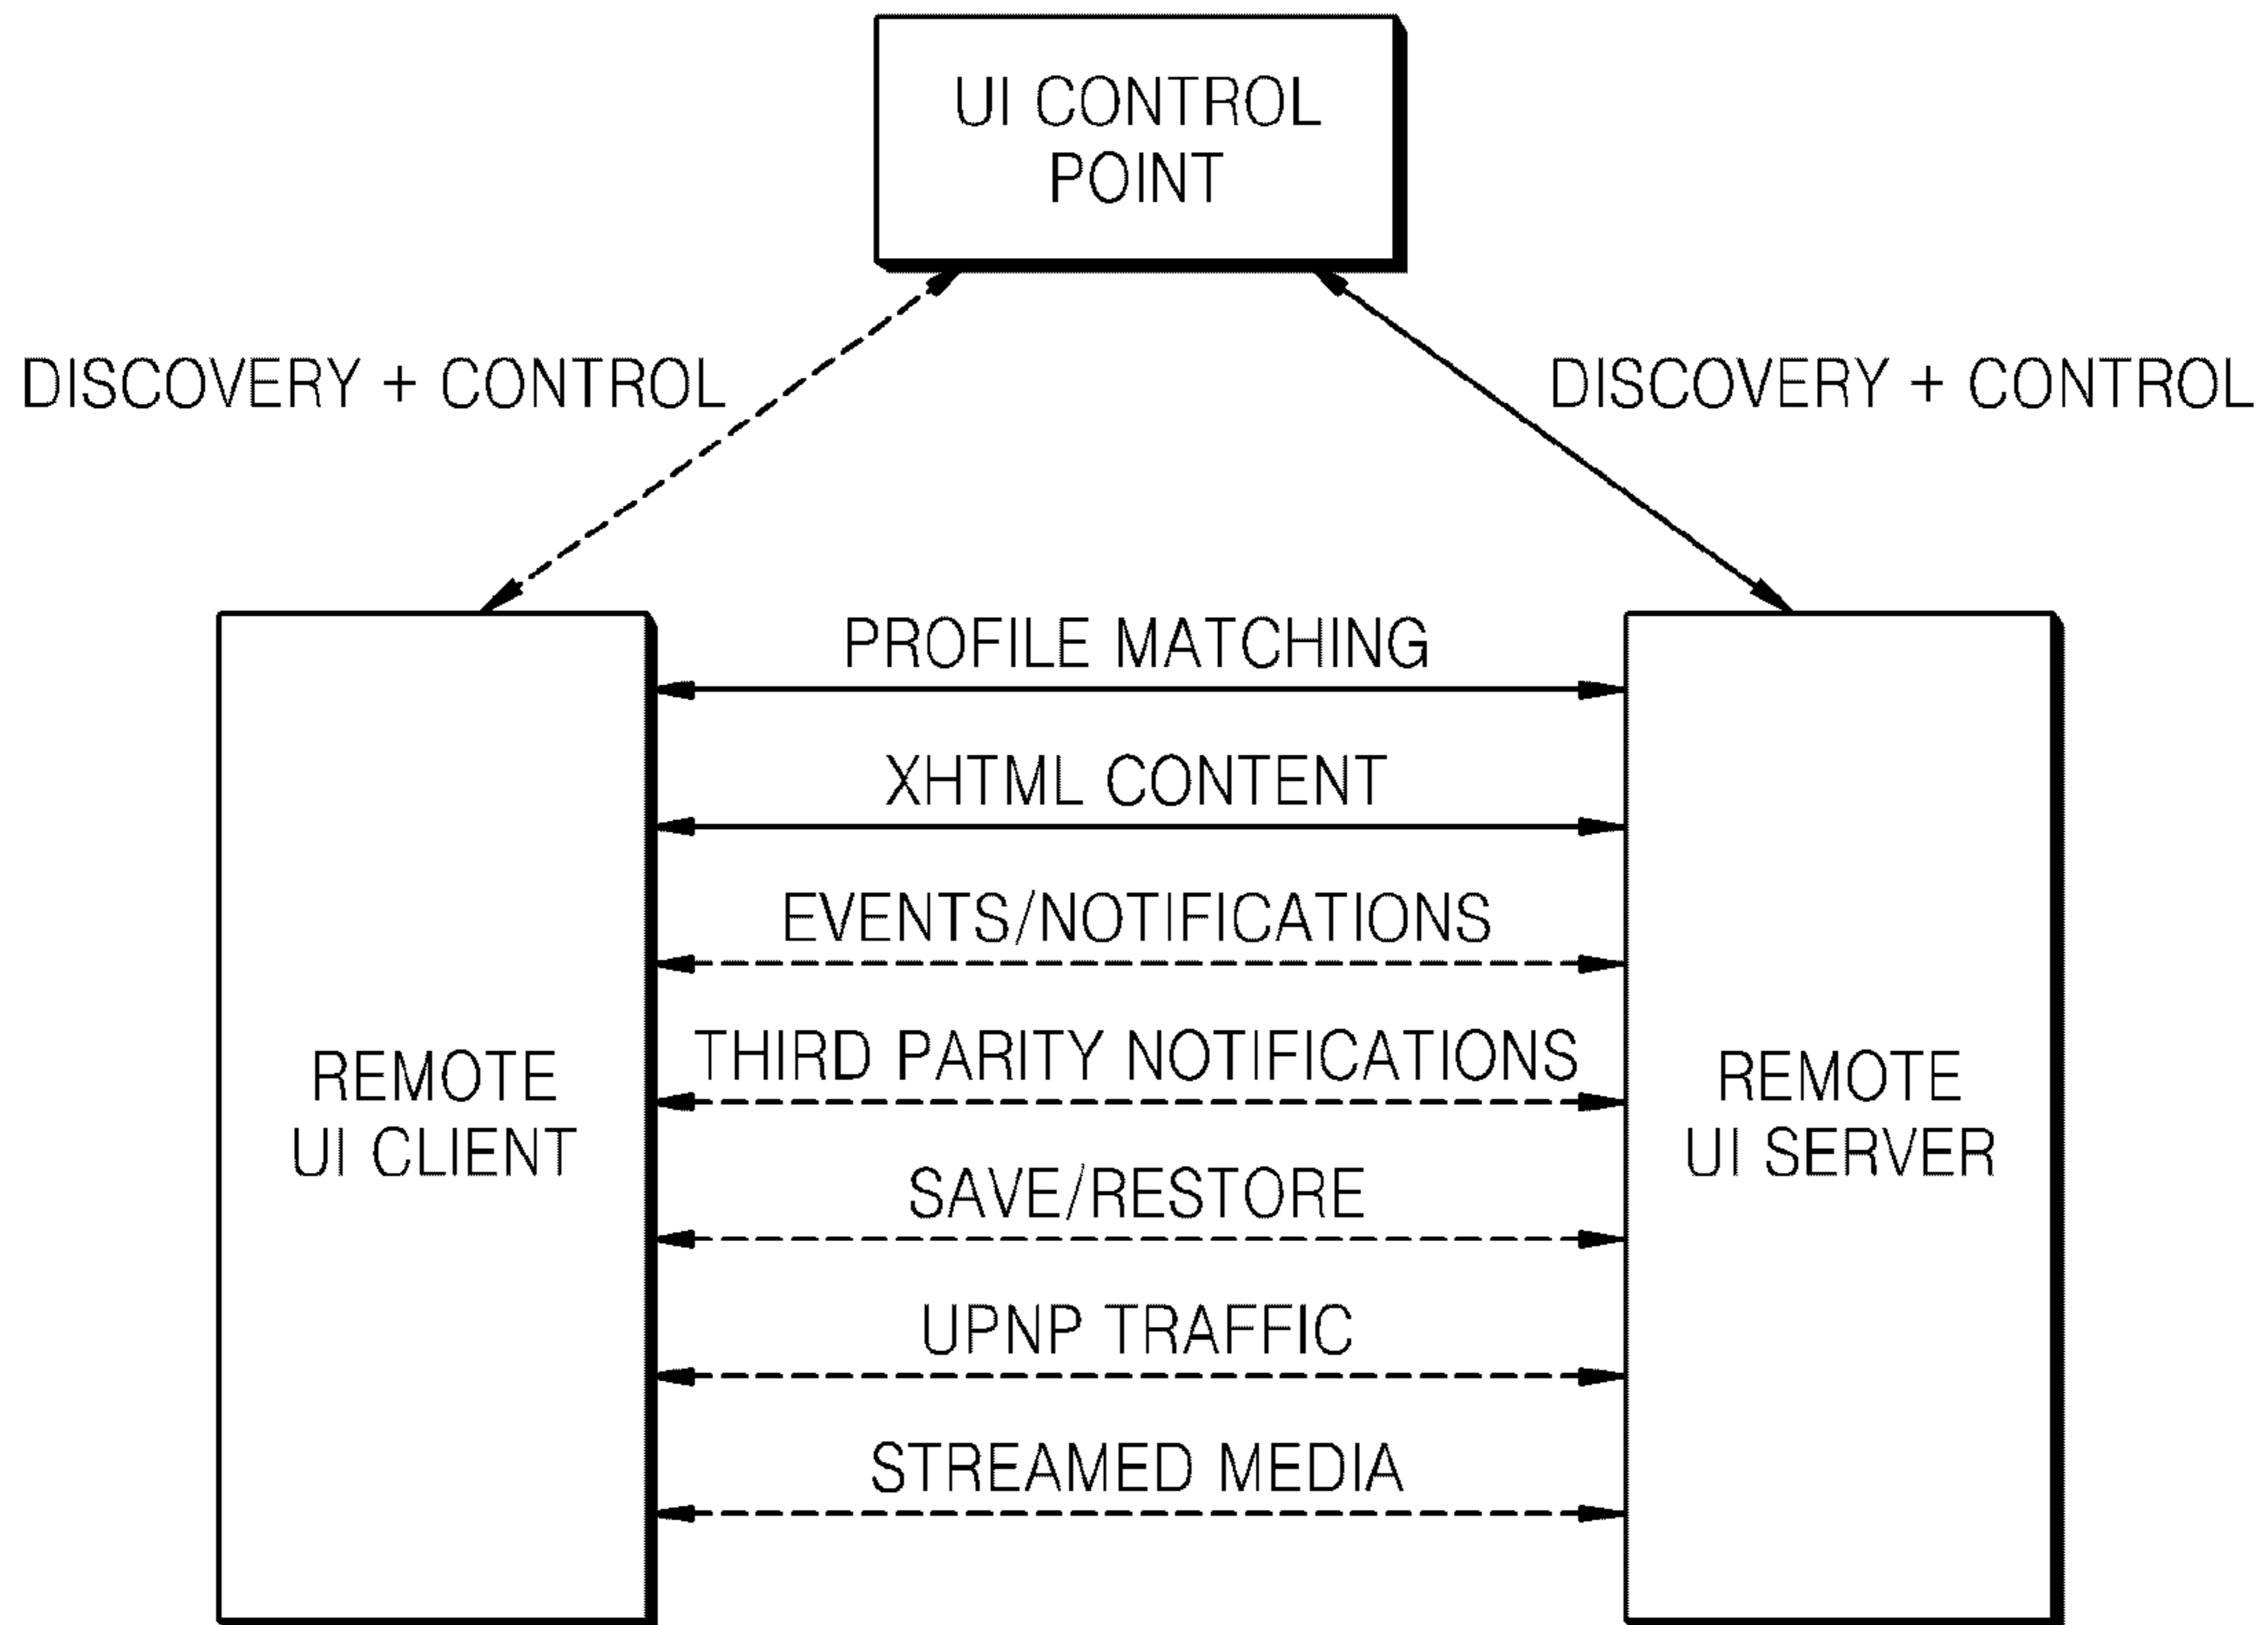 UI CONTROL
POINT
DISCOVERY + CONTROL
DISCOVERY + CONTROL
PROFILE MATCHING
XHTML CONTENT
EVENTS/NOTIFICATIONS
THIRD PARITY NOTIFICATIONS
REMOTE
UI CLIENT
REMOTE
UI SERVER
SAVE/RESTORE
UPNP TRAFFIC
STREAMED MEDIA